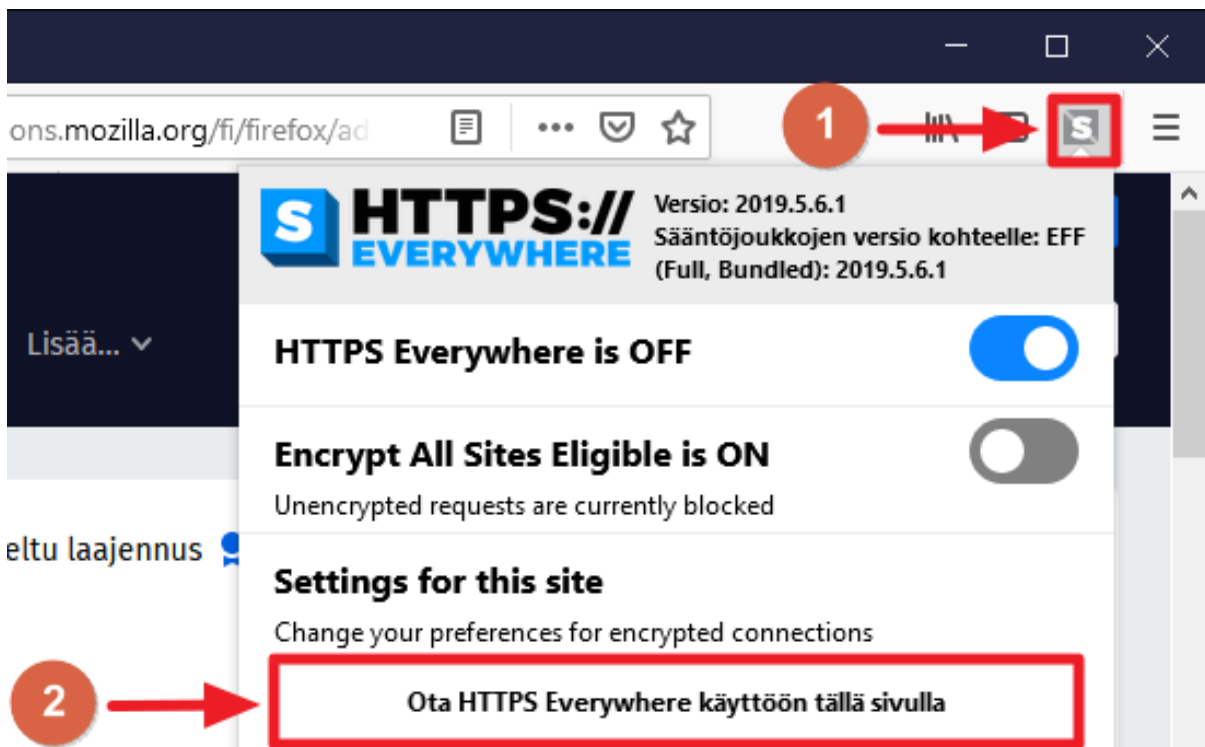 ons.mozilla.org/fi/firefox/ad
1
S
S HTTPS://
EVERYWHERE
Versio: 2019.5.6.1
Sääntöjoukkojen versio kohteelle: EFF
(Full, Bundled): 2019.5.6.1
Lisää...
HTTPS Everywhere is OFF
Encrypt All Sites Eligible is ON
Unencrypted requests are currently blocked
eltu laajennus
Settings for this site
Change your preferences for encrypted connections
2
Ota HTTPS Everywhere käyttöön tällä sivulla